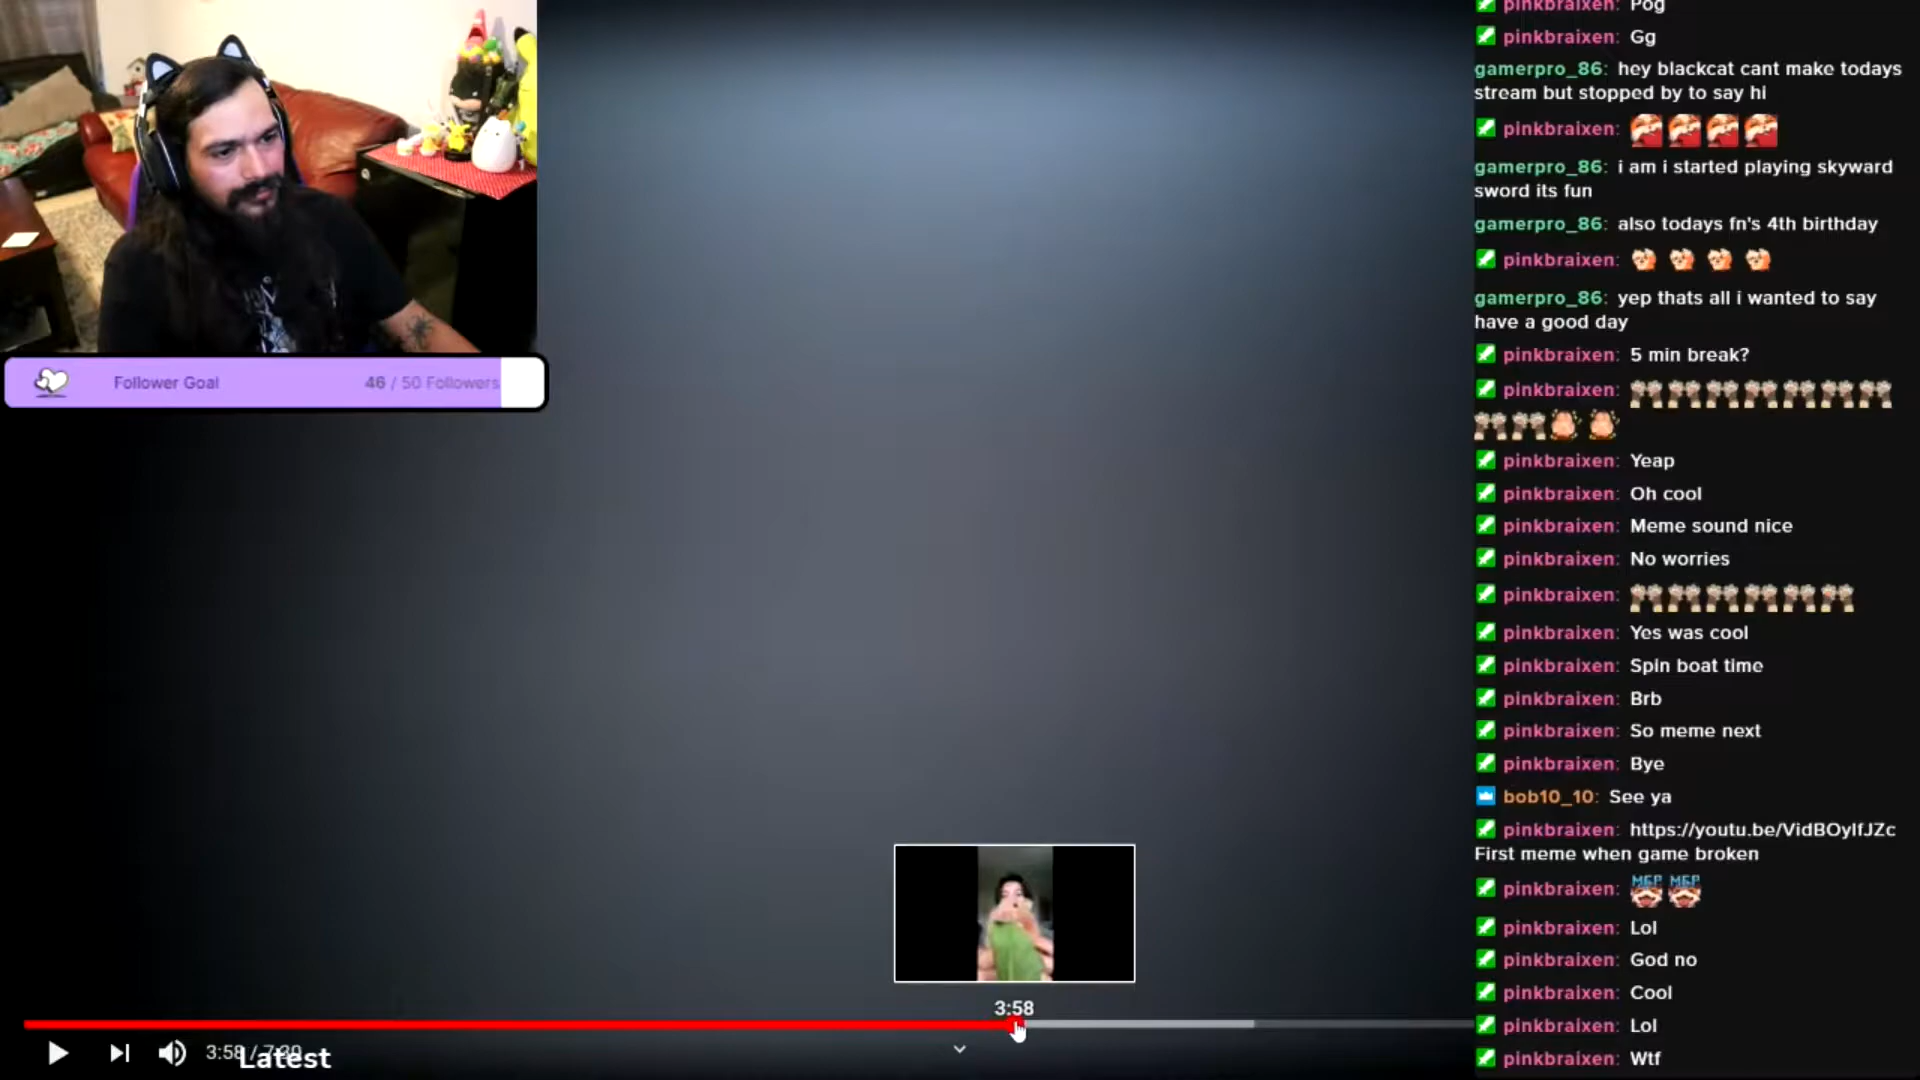 Follower Goal 46 / 50 Followers
pinkbraixen: Pog
pinkbraixen: Gg
gamerpro_86: hey blackcat cant make todays
stream but stopped by to say hi
pinkbraixen:
gamerpro_86: i am i started playing skyward
sword its fun
gamerpro_86: also todays fn's 4th birthday
pinkbraixen:
gamerpro_86: yep thats all i wanted to say
have a good day
pinkbraixen: 5 min break?
pinkbraixen:
pinkbraixen: Yeap
pinkbraixen: Oh cool
pinkbraixen: Meme sound nice
pinkbraixen: No worries
pinkbraixen:
pinkbraixen: Yes was cool
pinkbraixen: Spin boat time
pinkbraixen: Brb
pinkbraixen: So meme next
pinkbraixen: Bye
bob10_10: See ya
pinkbraixen: https://youtu.be/VidBOyIfJZc
First meme when game broken
pinkbraixen:
pinkbraixen: Lol
pinkbraixen: God no
pinkbraixen: Cool
pinkbraixen: Lol
pinkbraixen: Wtf
3:58
3:58 /
Latest